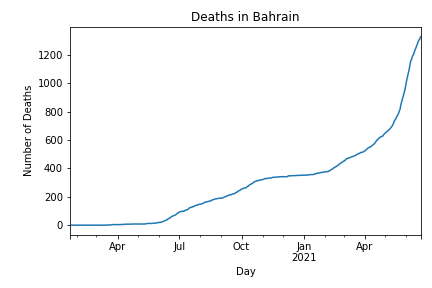 Deaths in Bahrain
1200
1000
800
600
400
200
0
Number of Deaths
Apr
Jul
Oct
Jan
2021
Apr
Day